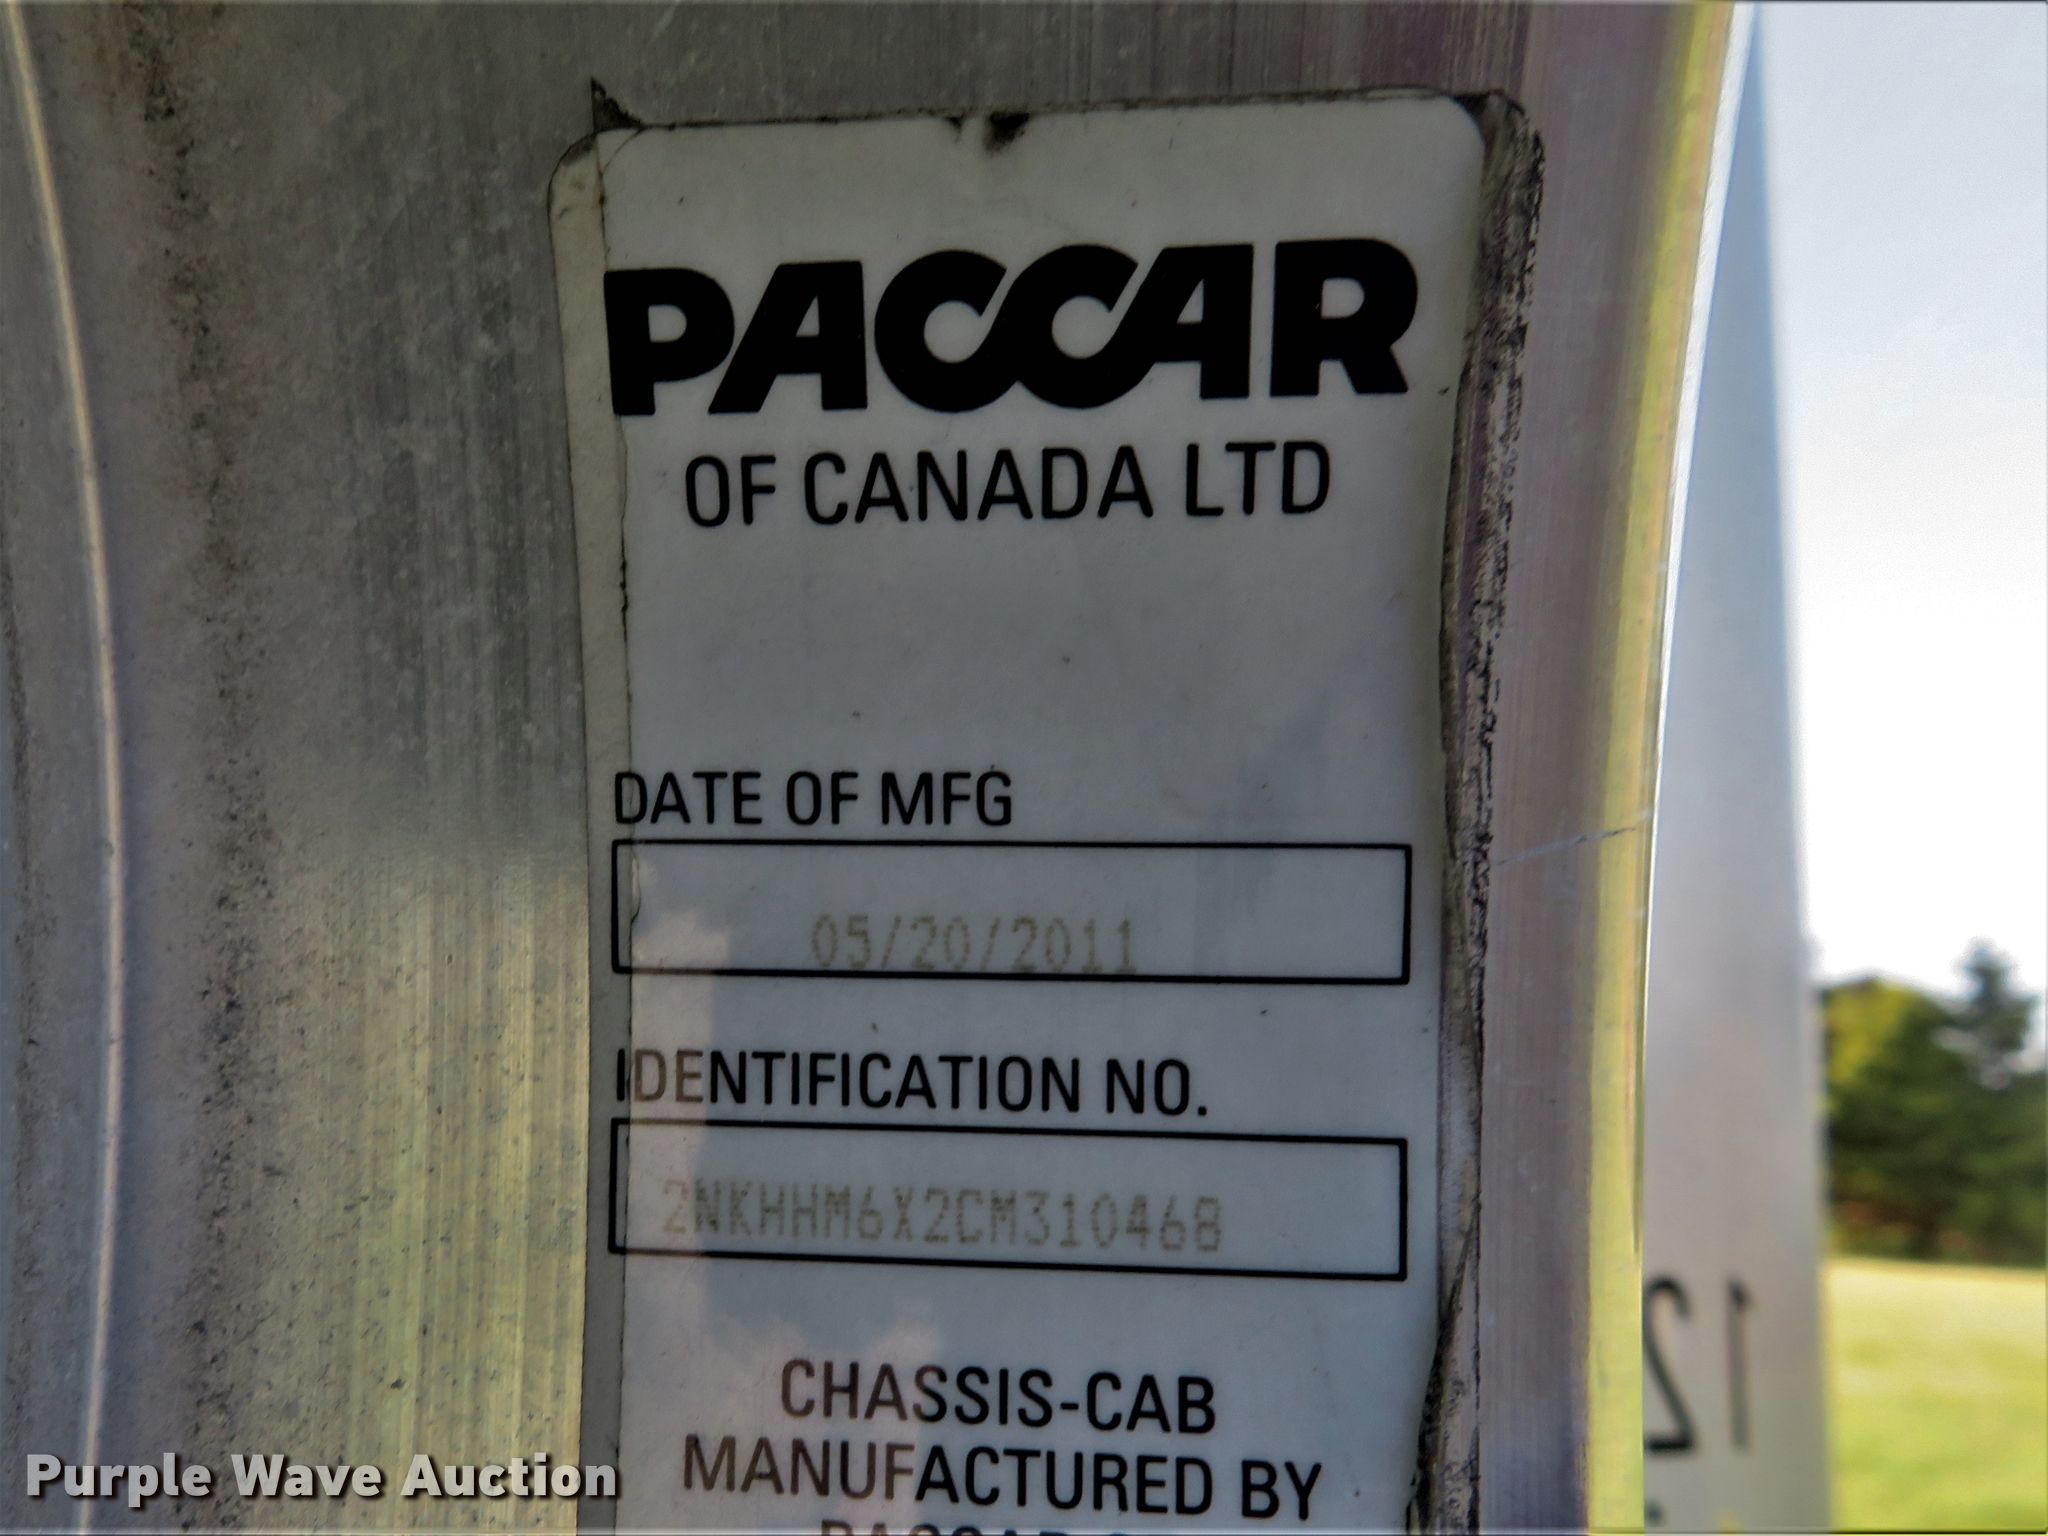 PACCAR
OF CANADA LTD
DATE OF MFG
05/20/2011
IDENTIFICATION NO.
2NKHHM6X2CM310468
CHASSIS-CAB
MANUFACTURED BY
PACCAR
Purple Wave Auction